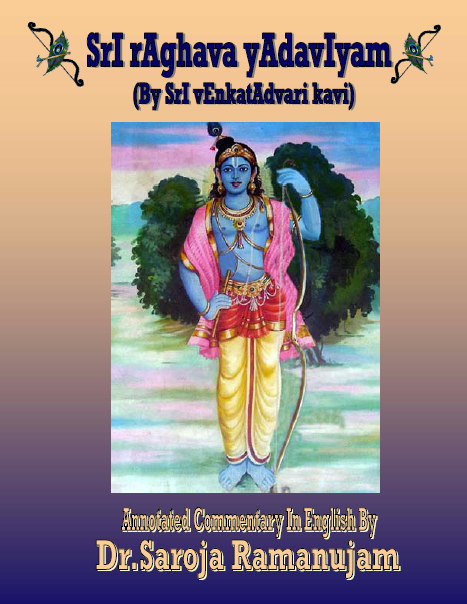 SrI rAghava yAdavIyam
(By SrI vEnkatAdvari kavi)
Annotated Commentary In English By
Dr.Saroja Ramanujam